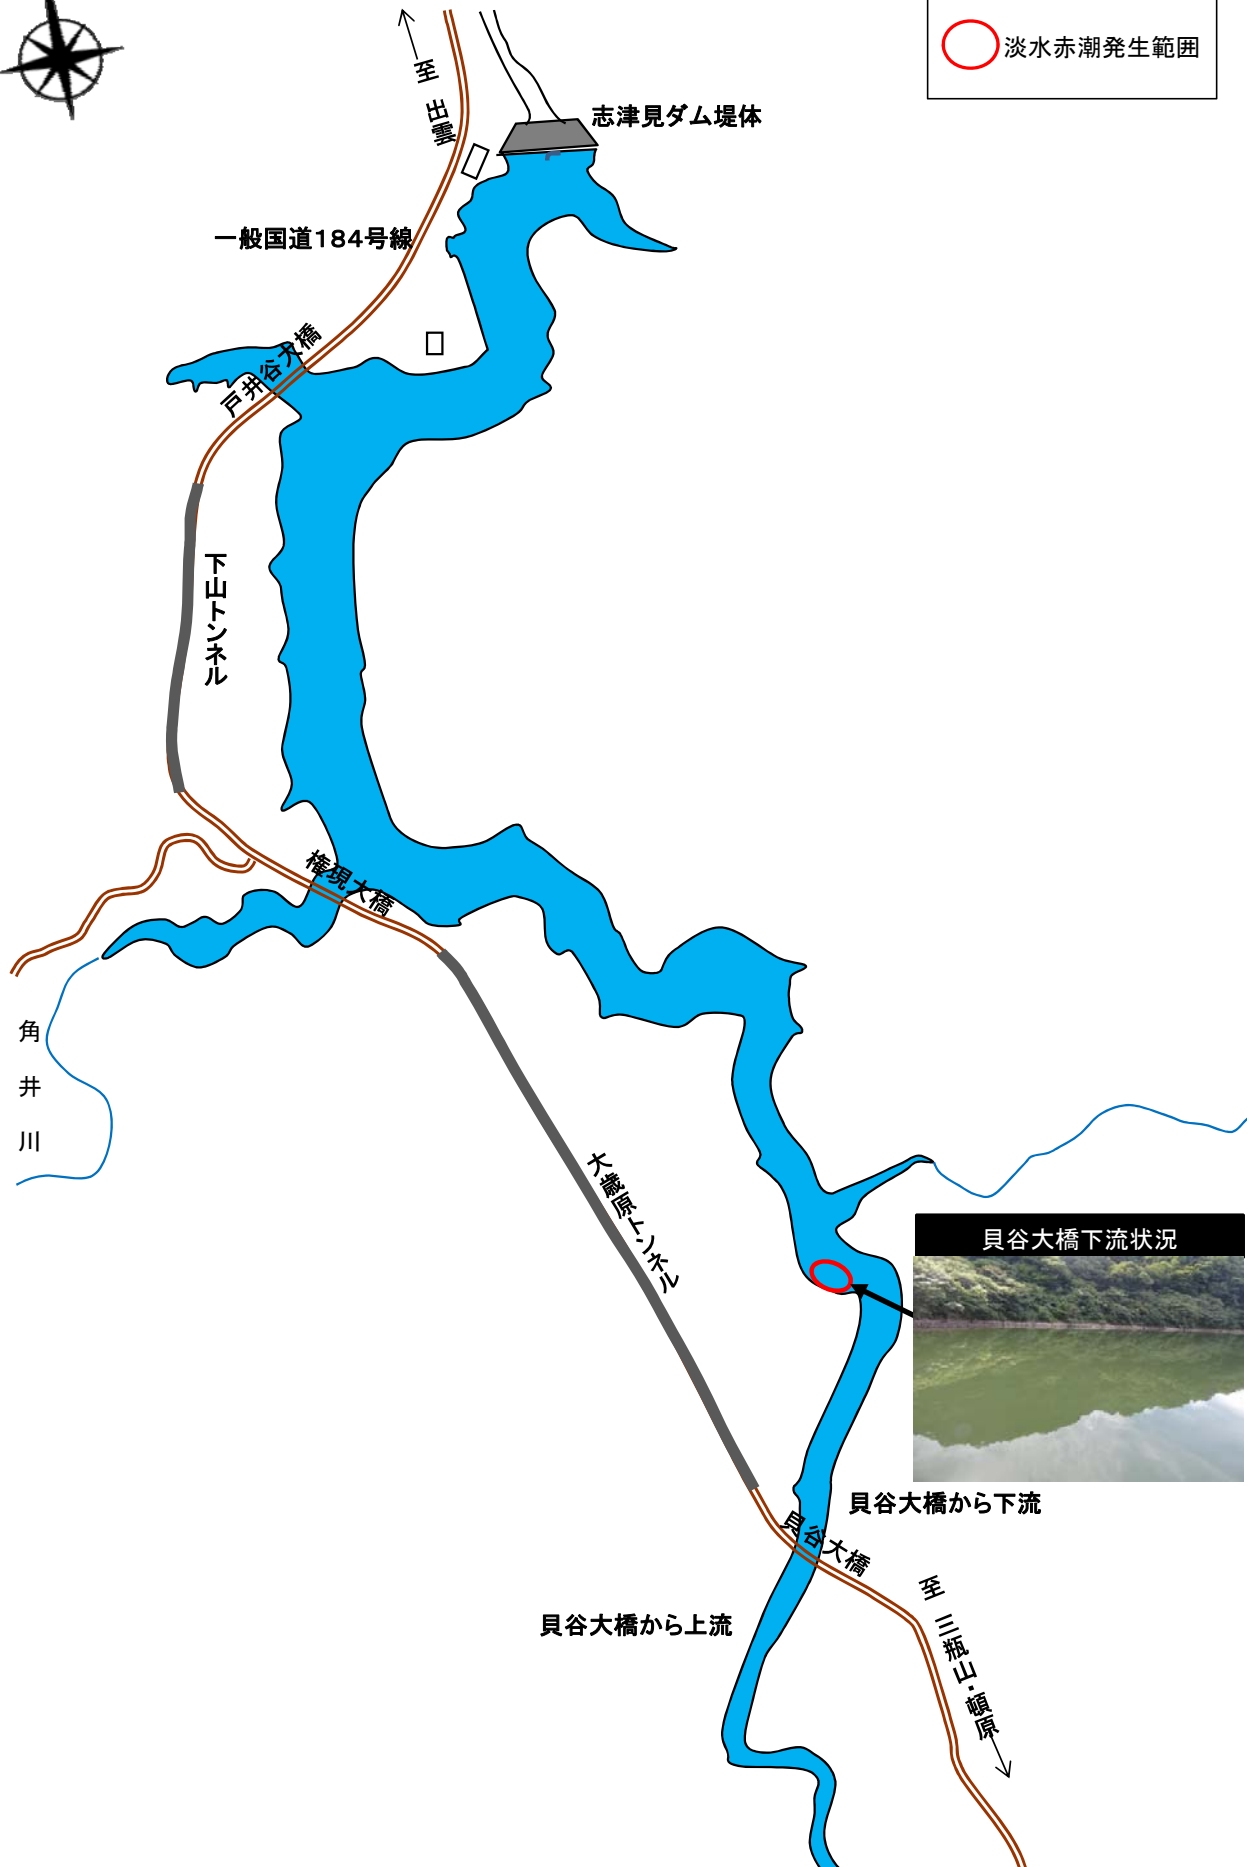 淡水赤潮発生範囲
至 出雲
志津見ダム堤体
一般国道184号線
戸井谷大橋
下山トンネル
権現大橋
角井川
大歳原トンネル
貝谷大橋下流状況
貝谷大橋から下流
貝谷大橋
至 三瓶山・頓原
貝谷大橋から上流